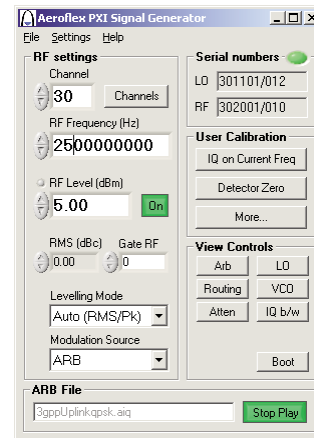 Aeroflex PXI Signal Generator
File Settings Help
RF settings
Channel
30
Channels
RF Frequency (Hz)
2500000000
RF Level (dBm)
5.00
On
RMS (dBc) Gate RF
0.00 0
Levelling Mode
Auto (RMS/Pk)
Modulation Source
ARB
Serial numbers
LO 301101/012
RF 302001/010
User Calibration
IQ on Current Freq
Detector Zero
More...
View Controls
Arb LO
Routing VCO
Atten IQ b/w
Boot
ARB File
3gppUplinkqpsk.aiq
Stop Play